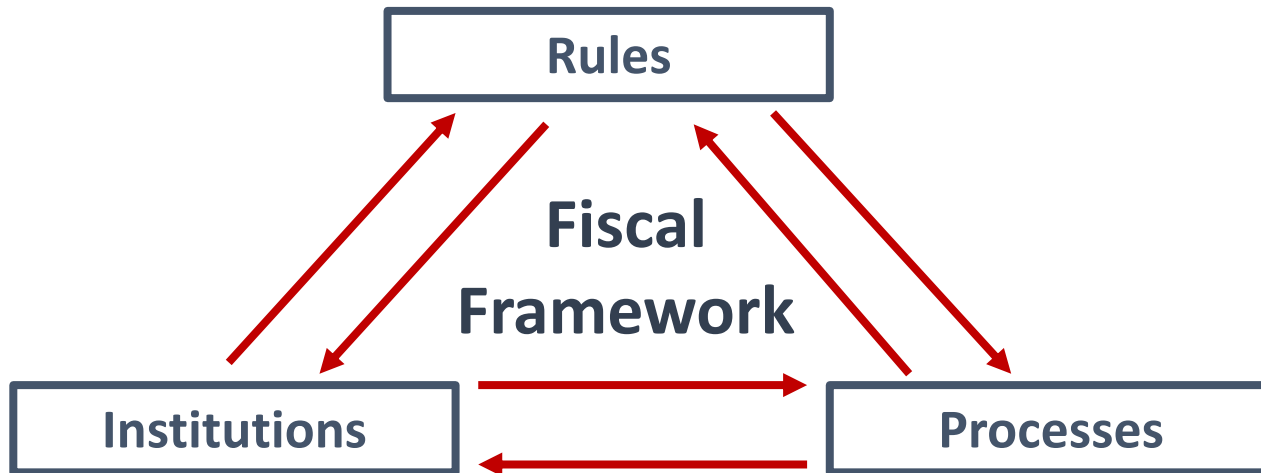 Rules
Fiscal
Framework
Institutions
Processes